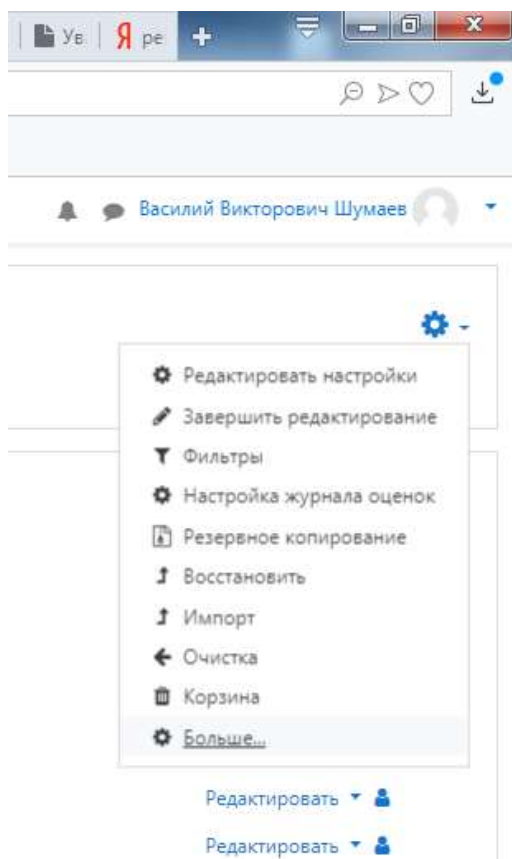 Ув Я ре
Василий Викторович Шумаев
Редактировать настройки
Завершить редактирование
Фильтры
Настройка журнала оценок
Резервное копирование
Восстановить
Импорт
Очистка
Корзина
Больше...
Редактировать
Редактировать